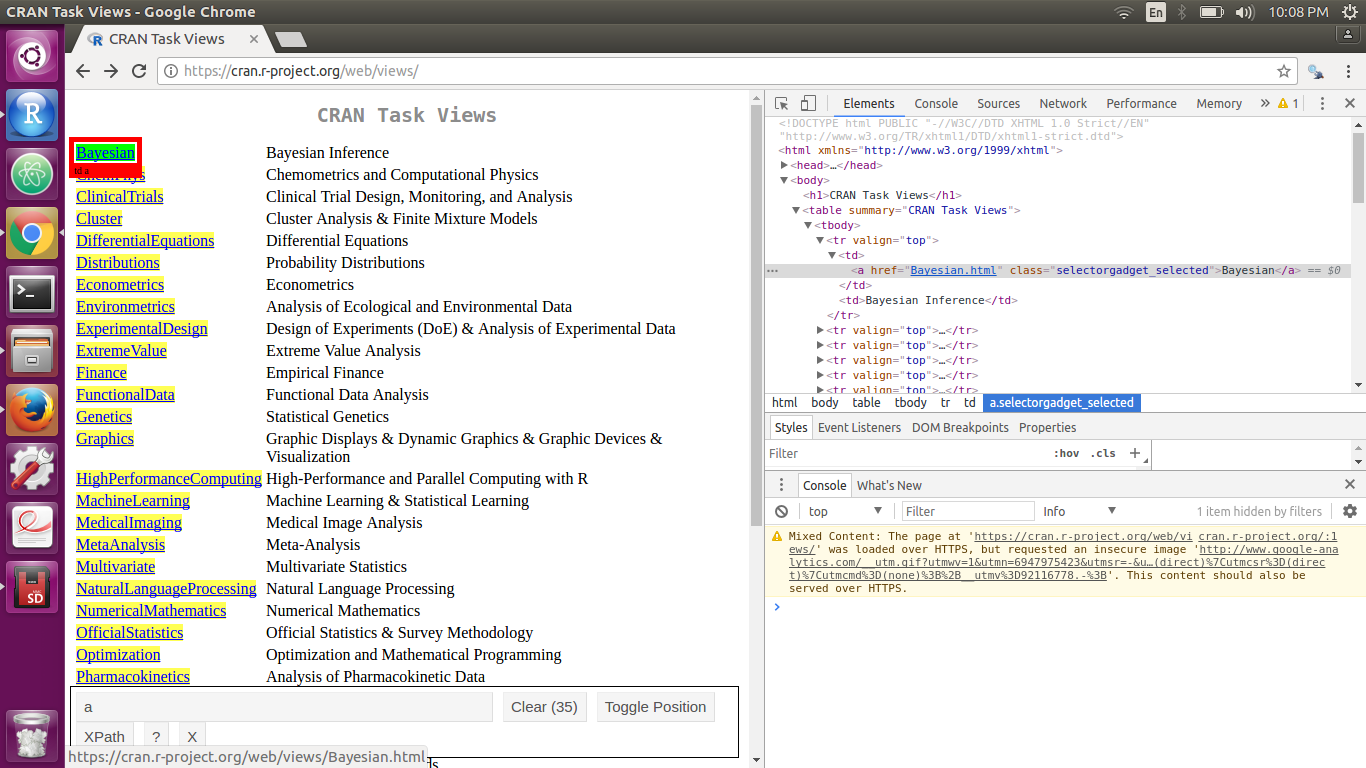 CRAN Task Views - Google Chrome
En
10:08 PM
CRAN Task Views
https://cran.r-project.org/web/views/
CRAN Task Views
Bayesian Bayesian Inference
td a
ChemPhys Chemometrics and Computational Physics
ClinicalTrials Clinical Trial Design, Monitoring, and Analysis
Cluster Cluster Analysis & Finite Mixture Models
DifferentialEquations Differential Equations
Distributions Probability Distributions
Econometrics Econometrics
Environmetrics Analysis of Ecological and Environmental Data
ExperimentalDesign Design of Experiments (DoE) & Analysis of Experimental Data
ExtremeValue Extreme Value Analysis
Finance Empirical Finance
FunctionalData Functional Data Analysis
Genetics Statistical Genetics
Graphics Graphic Displays & Dynamic Graphics & Graphic Devices &
Visualization
HighPerformanceComputing High-Performance and Parallel Computing with R
MachineLearning Machine Learning & Statistical Learning
MedicalImaging Medical Image Analysis
MetaAnalysis Meta-Analysis
Multivariate Multivariate Statistics
NaturalLanguageProcessing Natural Language Processing
NumericalMathematics Numerical Mathematics
OfficialStatistics Official Statistics & Survey Methodology
Optimization Optimization and Mathematical Programming
Pharmacokinetics Analysis of Pharmacokinetic Data
a Clear (35) Toggle Position
XPath ? X
https://cran.r-project.org/web/views/Bayesian.html
Elements Console Sources Network Performance Memory » 1
<!DOCTYPE html PUBLIC "-//W3C//DTD XHTML 1.0 Strict//EN"
"http://www.w3.org/TR/xhtml1/DTD/xhtml1-strict.dtd">
<html xmlns="http://www.w3.org/1999/xhtml">
<head>…</head>
<body>
<h1>CRAN Task Views</h1>
<table summary="CRAN Task Views">
<tbody>
<tr valign="top">
<td>
<a href="Bayesian.html" class="selectorgadget_selected">Bayesian</a> == $0
</td>
<td>Bayesian Inference</td>
</tr>
<tr valign="top">…</tr>
<tr valign="top">…</tr>
<tr valign="top">…</tr>
<tr valign="top">…</tr>
<tr valign="top">…</tr>
html body table tbody tr td a.selectorgadget_selected
Styles Event Listeners DOM Breakpoints Properties
Filter :hov .cls +
Console What's New
top Filter Info 1 item hidden by filters
Mixed Content: The page at 'https://cran.r-project.org/web/vi cran.r-project.org/:1
ews/' was loaded over HTTPS, but requested an insecure image 'http://www.google-ana
lytics.com/__utm.gif?utmwv=1&utmn=6947975423&utmsr=-&u…(direct)%7Cutmcsr%3D(direc
t)%7Cutmcmd%3D(none)%3B%2B__utmv%3D92116778.-%3B'. This content should also be
served over HTTPS.